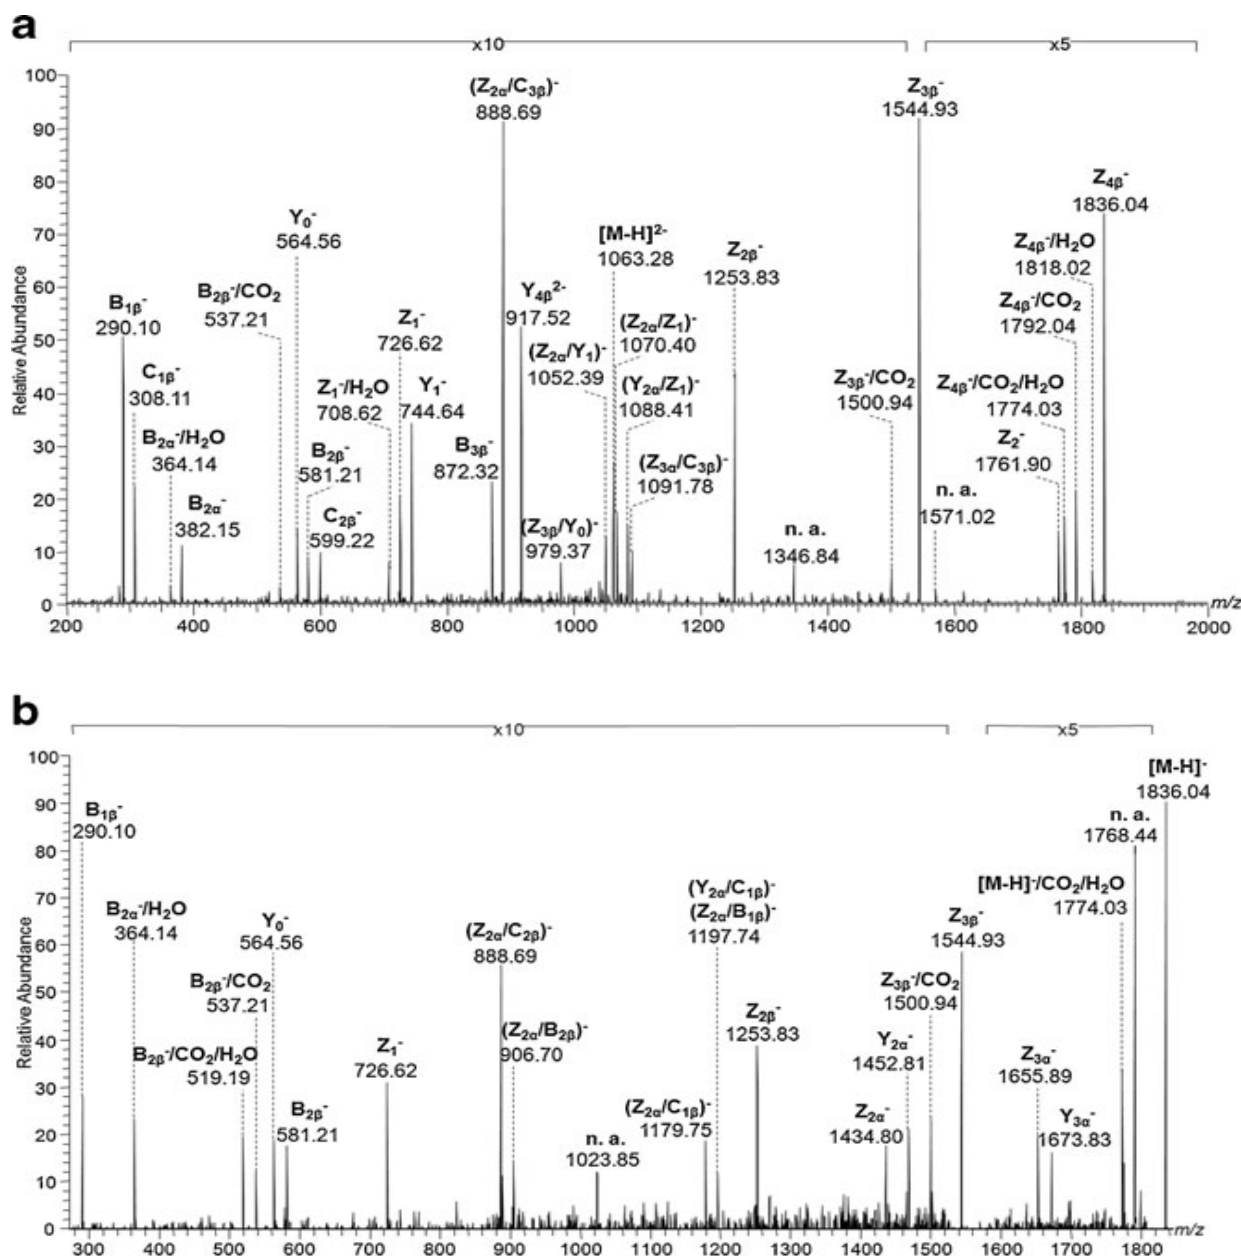 a
x10
x5
Relative Abundance
100
90
80
70
60
50
40
30
20
10
0
B1β-
290.10
C1β-
308.11
B2α-/H2O
364.14
B2α-
382.15
B2β-/CO2
537.21
Y0-
564.56
B2β-
581.21
C2β-
599.22
Z1-/H2O
708.62
Z1-
726.62
Y1-
744.64
B3β-
872.32
(Z2α/C3β)-
888.69
Y4β2-
917.52
(Z3β/Y0)-
979.37
(Z2α/Y1)-
1052.39
[M-H]2-
1063.28
(Z2α/Z1)-
1070.40
(Y2α/Z1)-
1088.41
(Z3α/C3β)-
1091.78
Z2β-
1253.83
n. a.
1346.84
Z3β-/CO2
1500.94
Z3β-
1544.93
n. a.
1571.02
Z2-
1761.90
Z4β-/CO2/H2O
1774.03
Z4β-/CO2
1792.04
Z4β-/H2O
1818.02
Z4β-
1836.04
200 400 600 800 1000 1200 1400 1600 1800 2000
m/z
b
x10
x5
Relative Abundance
100
90
80
70
60
50
40
30
20
10
0
B1β-
290.10
B2α-/H2O
364.14
B2β-/CO2/H2O
519.19
B2β-/CO2
537.21
Y0-
564.56
B2β-
581.21
Z1-
726.62
(Z2α/C2β)-
888.69
(Z2α/B2β)-
906.70
n. a.
1023.85
(Z2α/C1β)-
1179.75
(Y2α/C1β)-
(Z2α/B1β)-
1197.74
Z2β-
1253.83
Z2α-
1434.80
Y2α-
1452.81
Z3β-/CO2
1500.94
Z3β-
1544.93
Z3α-
1655.89
Y3α-
1673.83
[M-H]-/CO2/H2O
1774.03
n. a.
1768.44
[M-H]-
1836.04
300 400 500 600 700 800 900 1000 1100 1200 1300 1400 1500 1600 1700 1800
m/z